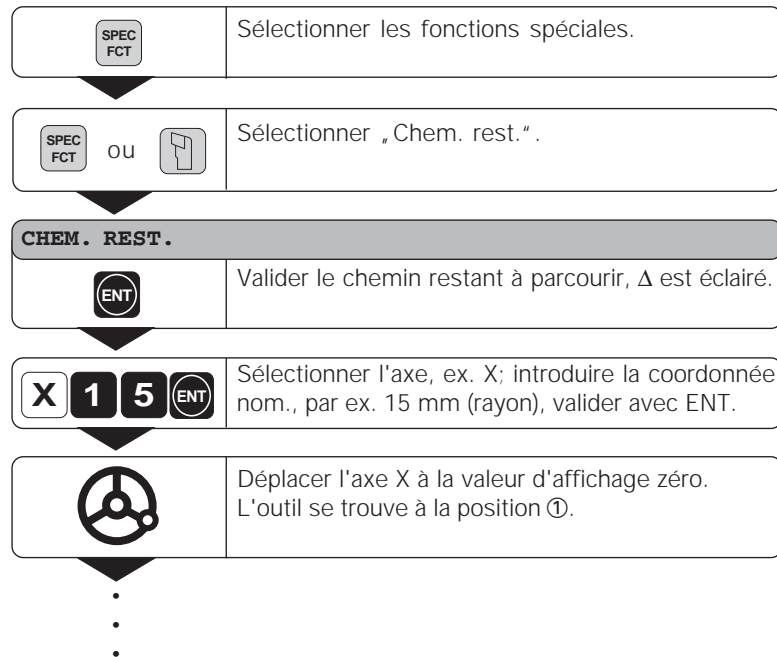 SPEC
FCT
Sélectionner les fonctions spéciales.
SPEC
FCT
ou
Sélectionner „Chem. rest.“.
CHEM. REST.
ENT
Valider le chemin restant à parcourir, Δ est éclairé.
X 1 5 ENT
Sélectionner l'axe, ex. X; introduire la coordonnée
nom., par ex. 15 mm (rayon), valider avec ENT.
Déplacer l'axe X à la valeur d'affichage zéro.
L'outil se trouve à la position ①.